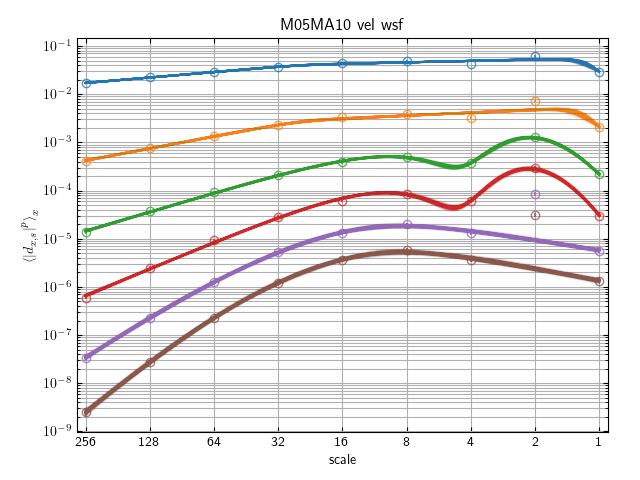 M05MA10 vel wsf
10⁻¹
10⁻²
10⁻³
10⁻⁴
10⁻⁵
10⁻⁶
10⁻⁷
10⁻⁸
10⁻⁹
⟨|d_{x,s}|^p⟩_x
256 128 64 32 16 8 4 2 1
scale